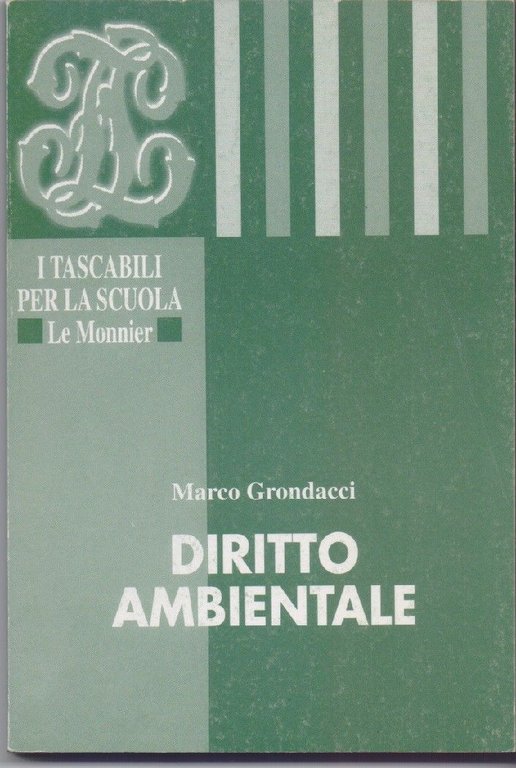 I TASCABILI
PER LA SCUOLA
Le Monnier
Marco Grondacci
DIRITTO
AMBIENTALE